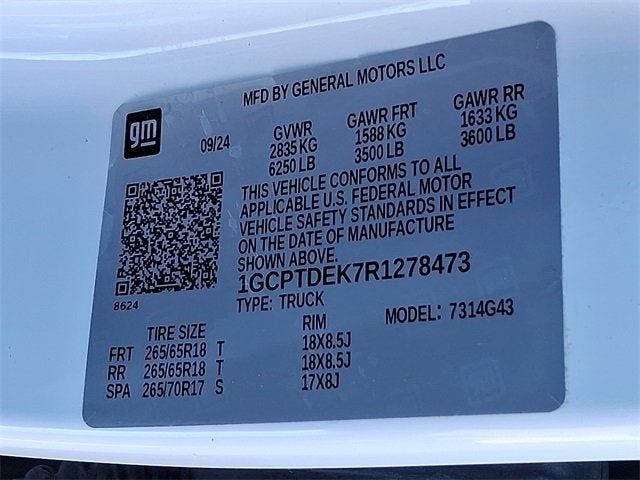 MFD BY GENERAL MOTORS LLC
gm
09/24
GVWR GAWR FRT GAWR RR
2835 KG 1588 KG 1633 KG
6250 LB 3500 LB 3600 LB
THIS VEHICLE CONFORMS TO ALL
APPLICABLE U.S. FEDERAL MOTOR
VEHICLE SAFETY STANDARDS IN EFFECT
ON THE DATE OF MANUFACTURE
SHOWN ABOVE.
1GCPTDEK7R1278473
8624
TYPE: TRUCK MODEL: 7314G43
TIRE SIZE RIM
FRT 265/65R18 T 18X8.5J
RR 265/65R18 T 18X8.5J
SPA 265/70R17 S 17X8J